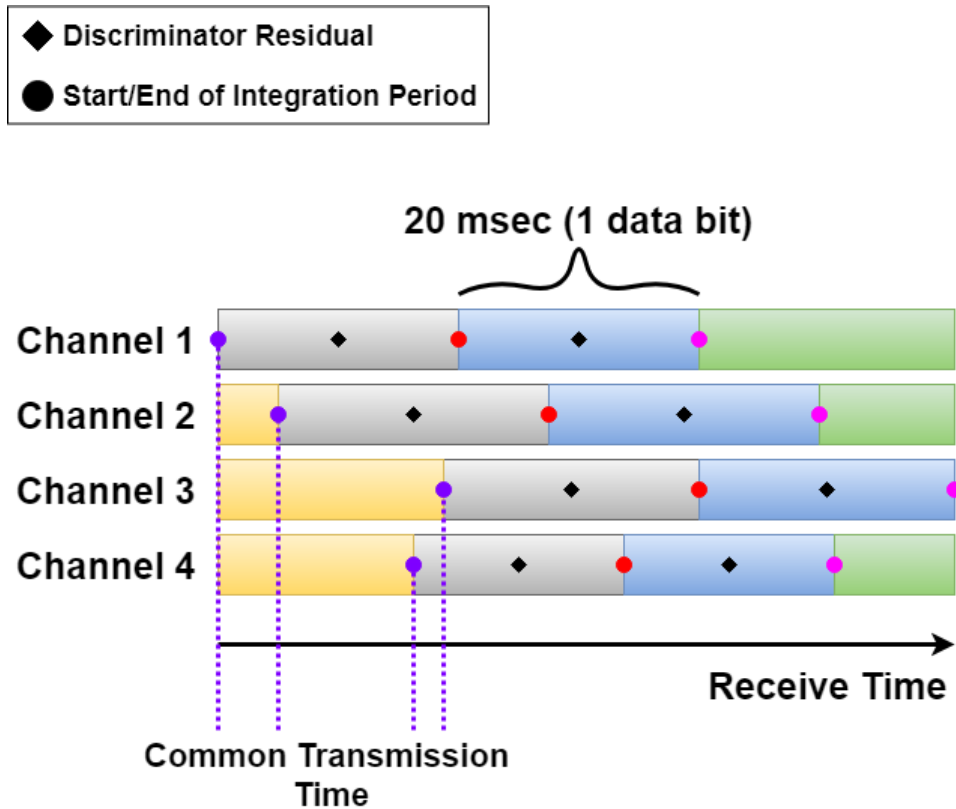 Discriminator Residual
Start/End of Integration Period
20 msec (1 data bit)
Channel 1
Channel 2
Channel 3
Channel 4
Receive Time
Common Transmission
Time